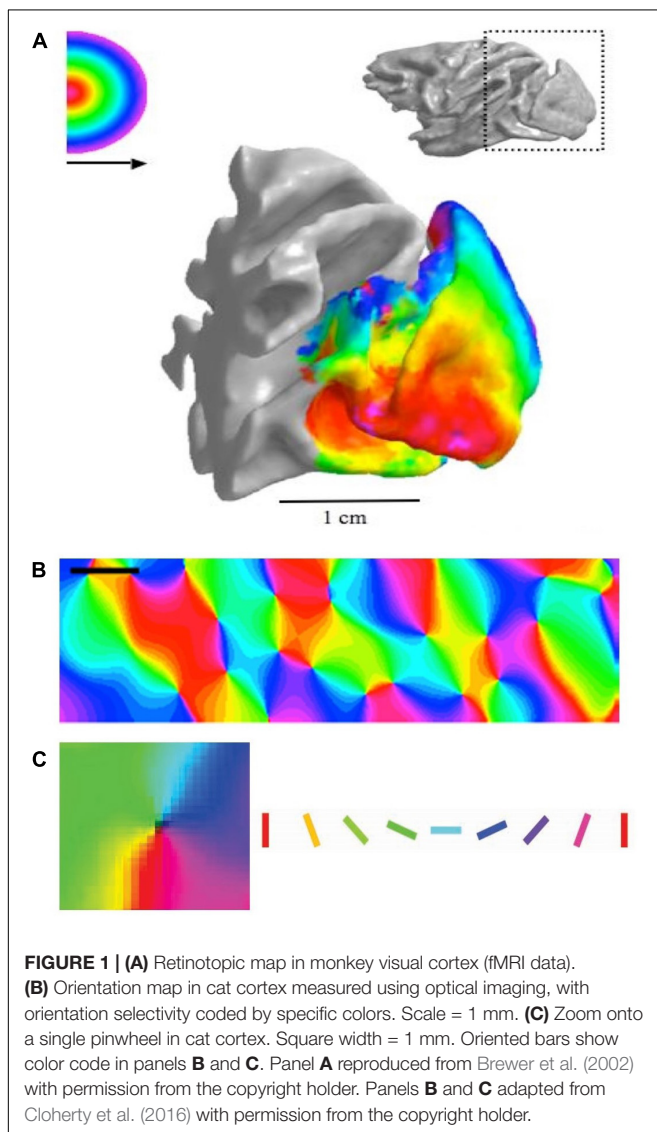 A
1 cm
B
C
FIGURE 1 | (A) Retinotopic map in monkey visual cortex (fMRI data).
(B) Orientation map in cat cortex measured using optical imaging, with
orientation selectivity coded by specific colors. Scale = 1 mm. (C) Zoom onto
a single pinwheel in cat cortex. Square width = 1 mm. Oriented bars show
color code in panels B and C. Panel A reproduced from Brewer et al. (2002)
with permission from the copyright holder. Panels B and C adapted from
Cloherty et al. (2016) with permission from the copyright holder.